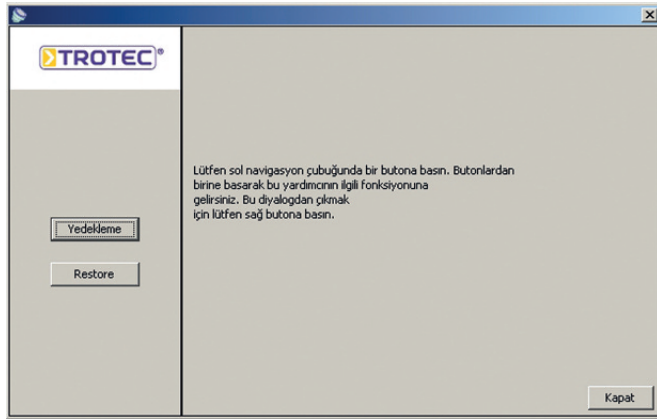 TROTEC®
Lütfen sol navigasyon çubuğunda bir butona basın. Butonlardan
birine basarak bu yardımcının ilgili fonksiyonuna
gelirsiniz. Bu diyalogdan çıkmak
için lütfen sağ butona basın.
Yedekleme
Restore
Kapat